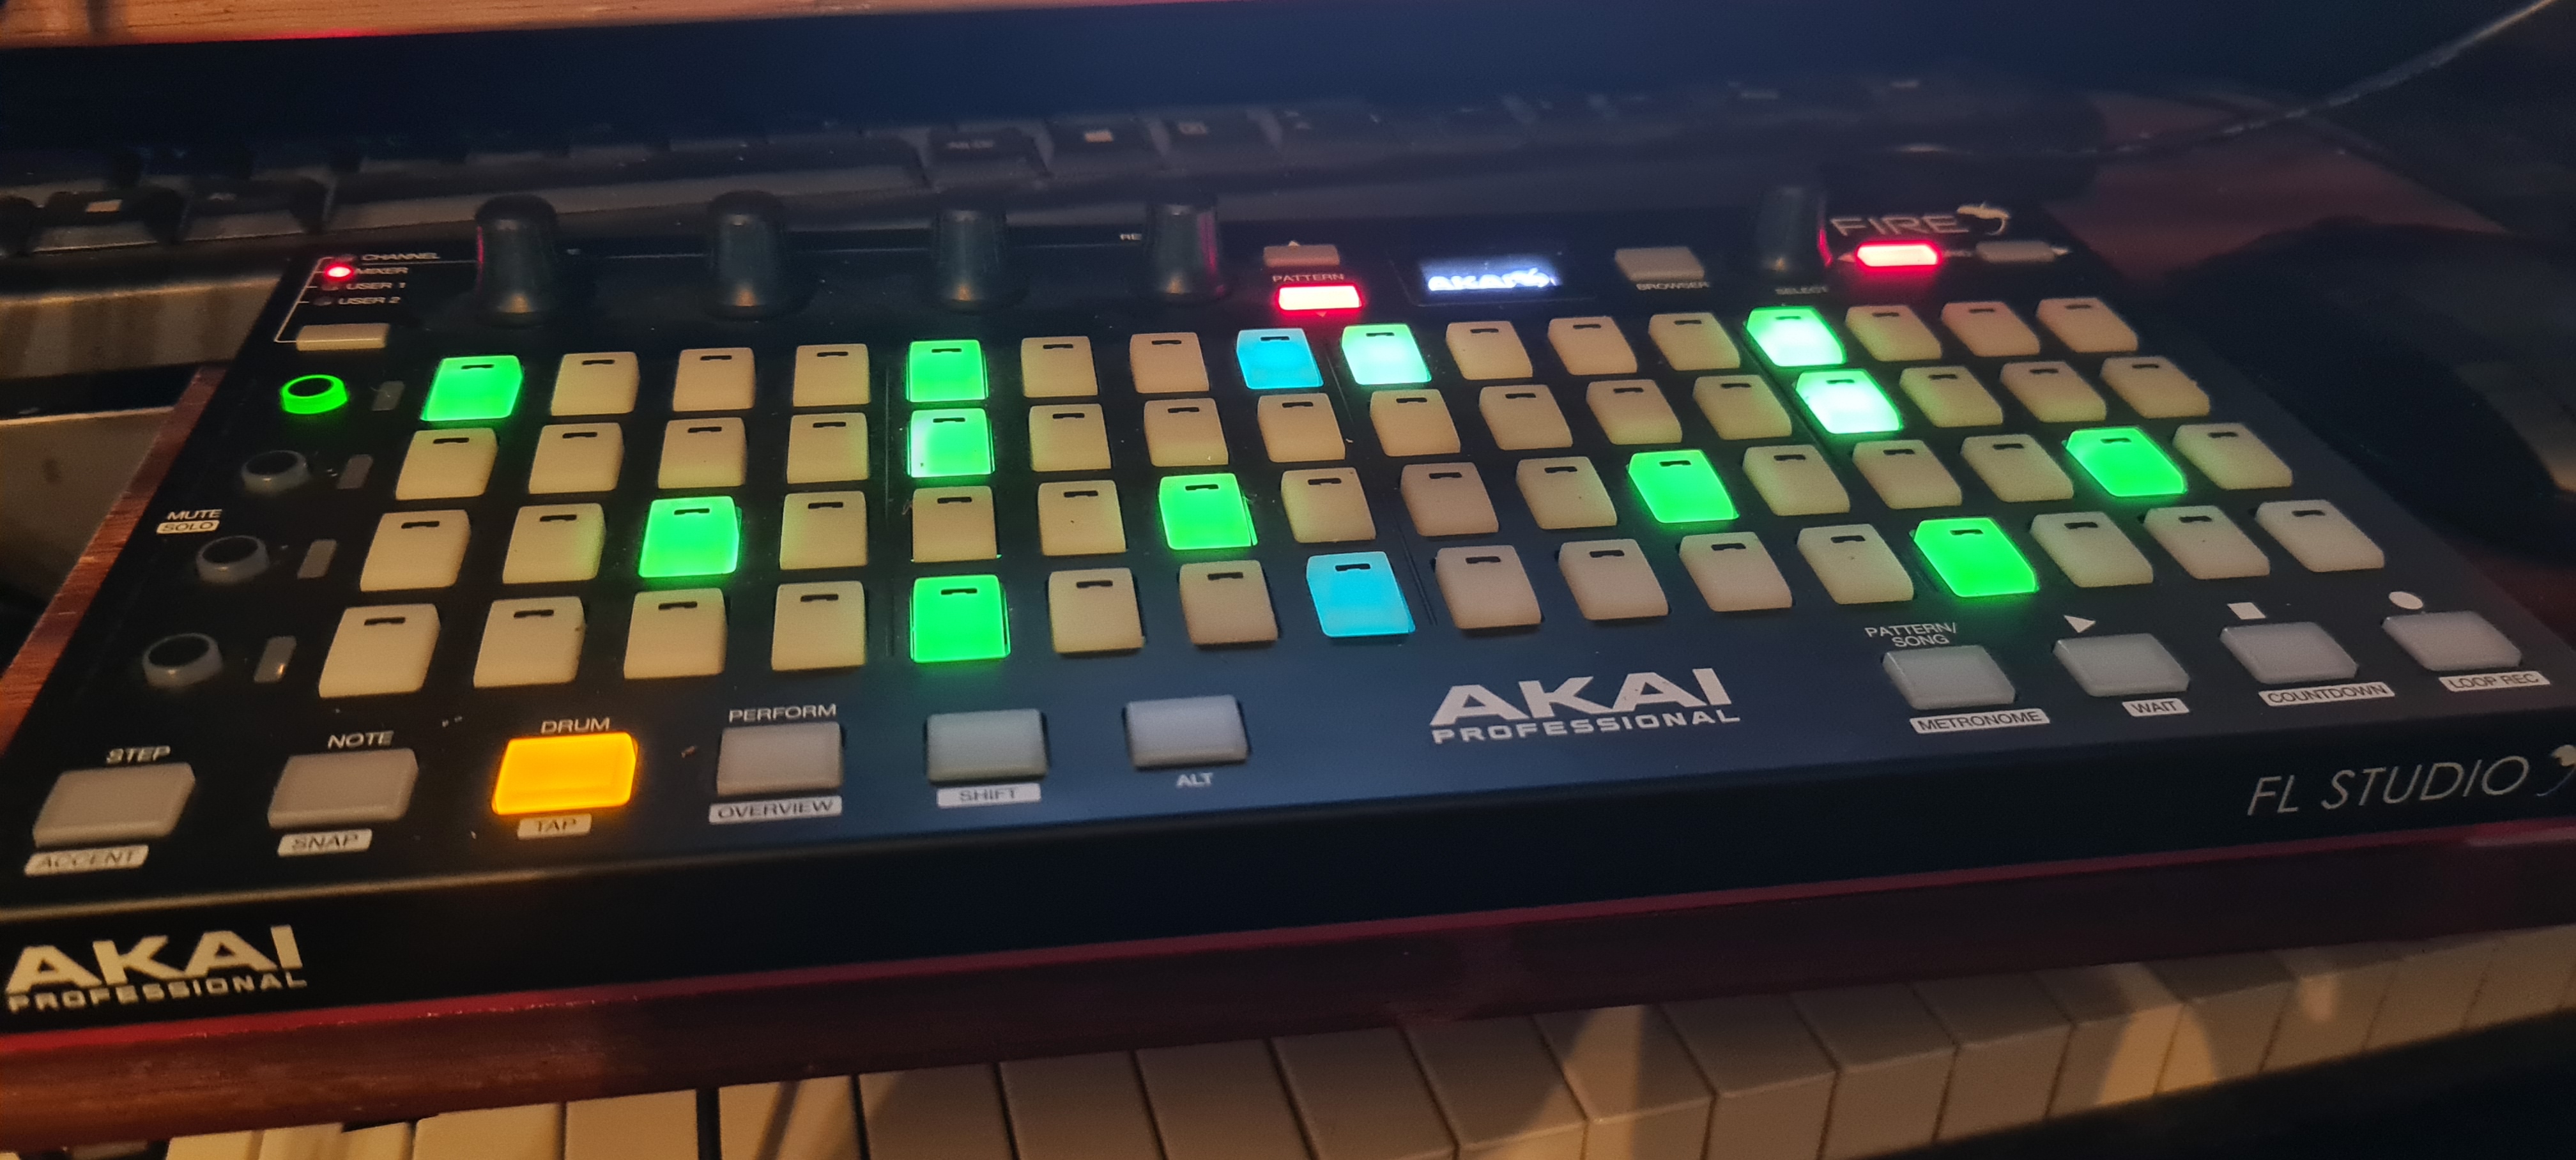 FIRE
CHANNEL
MIXER
USER 1
USER 2
PATTERN
AKAI
BROWSER
SELECT
MUTE
SOLO
STEP
NOTE
DRUM
PERFORM
PATTERN/
SONG
ACCENT
SNAP
TAP
OVERVIEW
SHIFT
ALT
AKAI
PROFESSIONAL
METRONOME
WAIT
COUNTDOWN
LOOP REC
FL STUDIO
AKAI
PROFESSIONAL